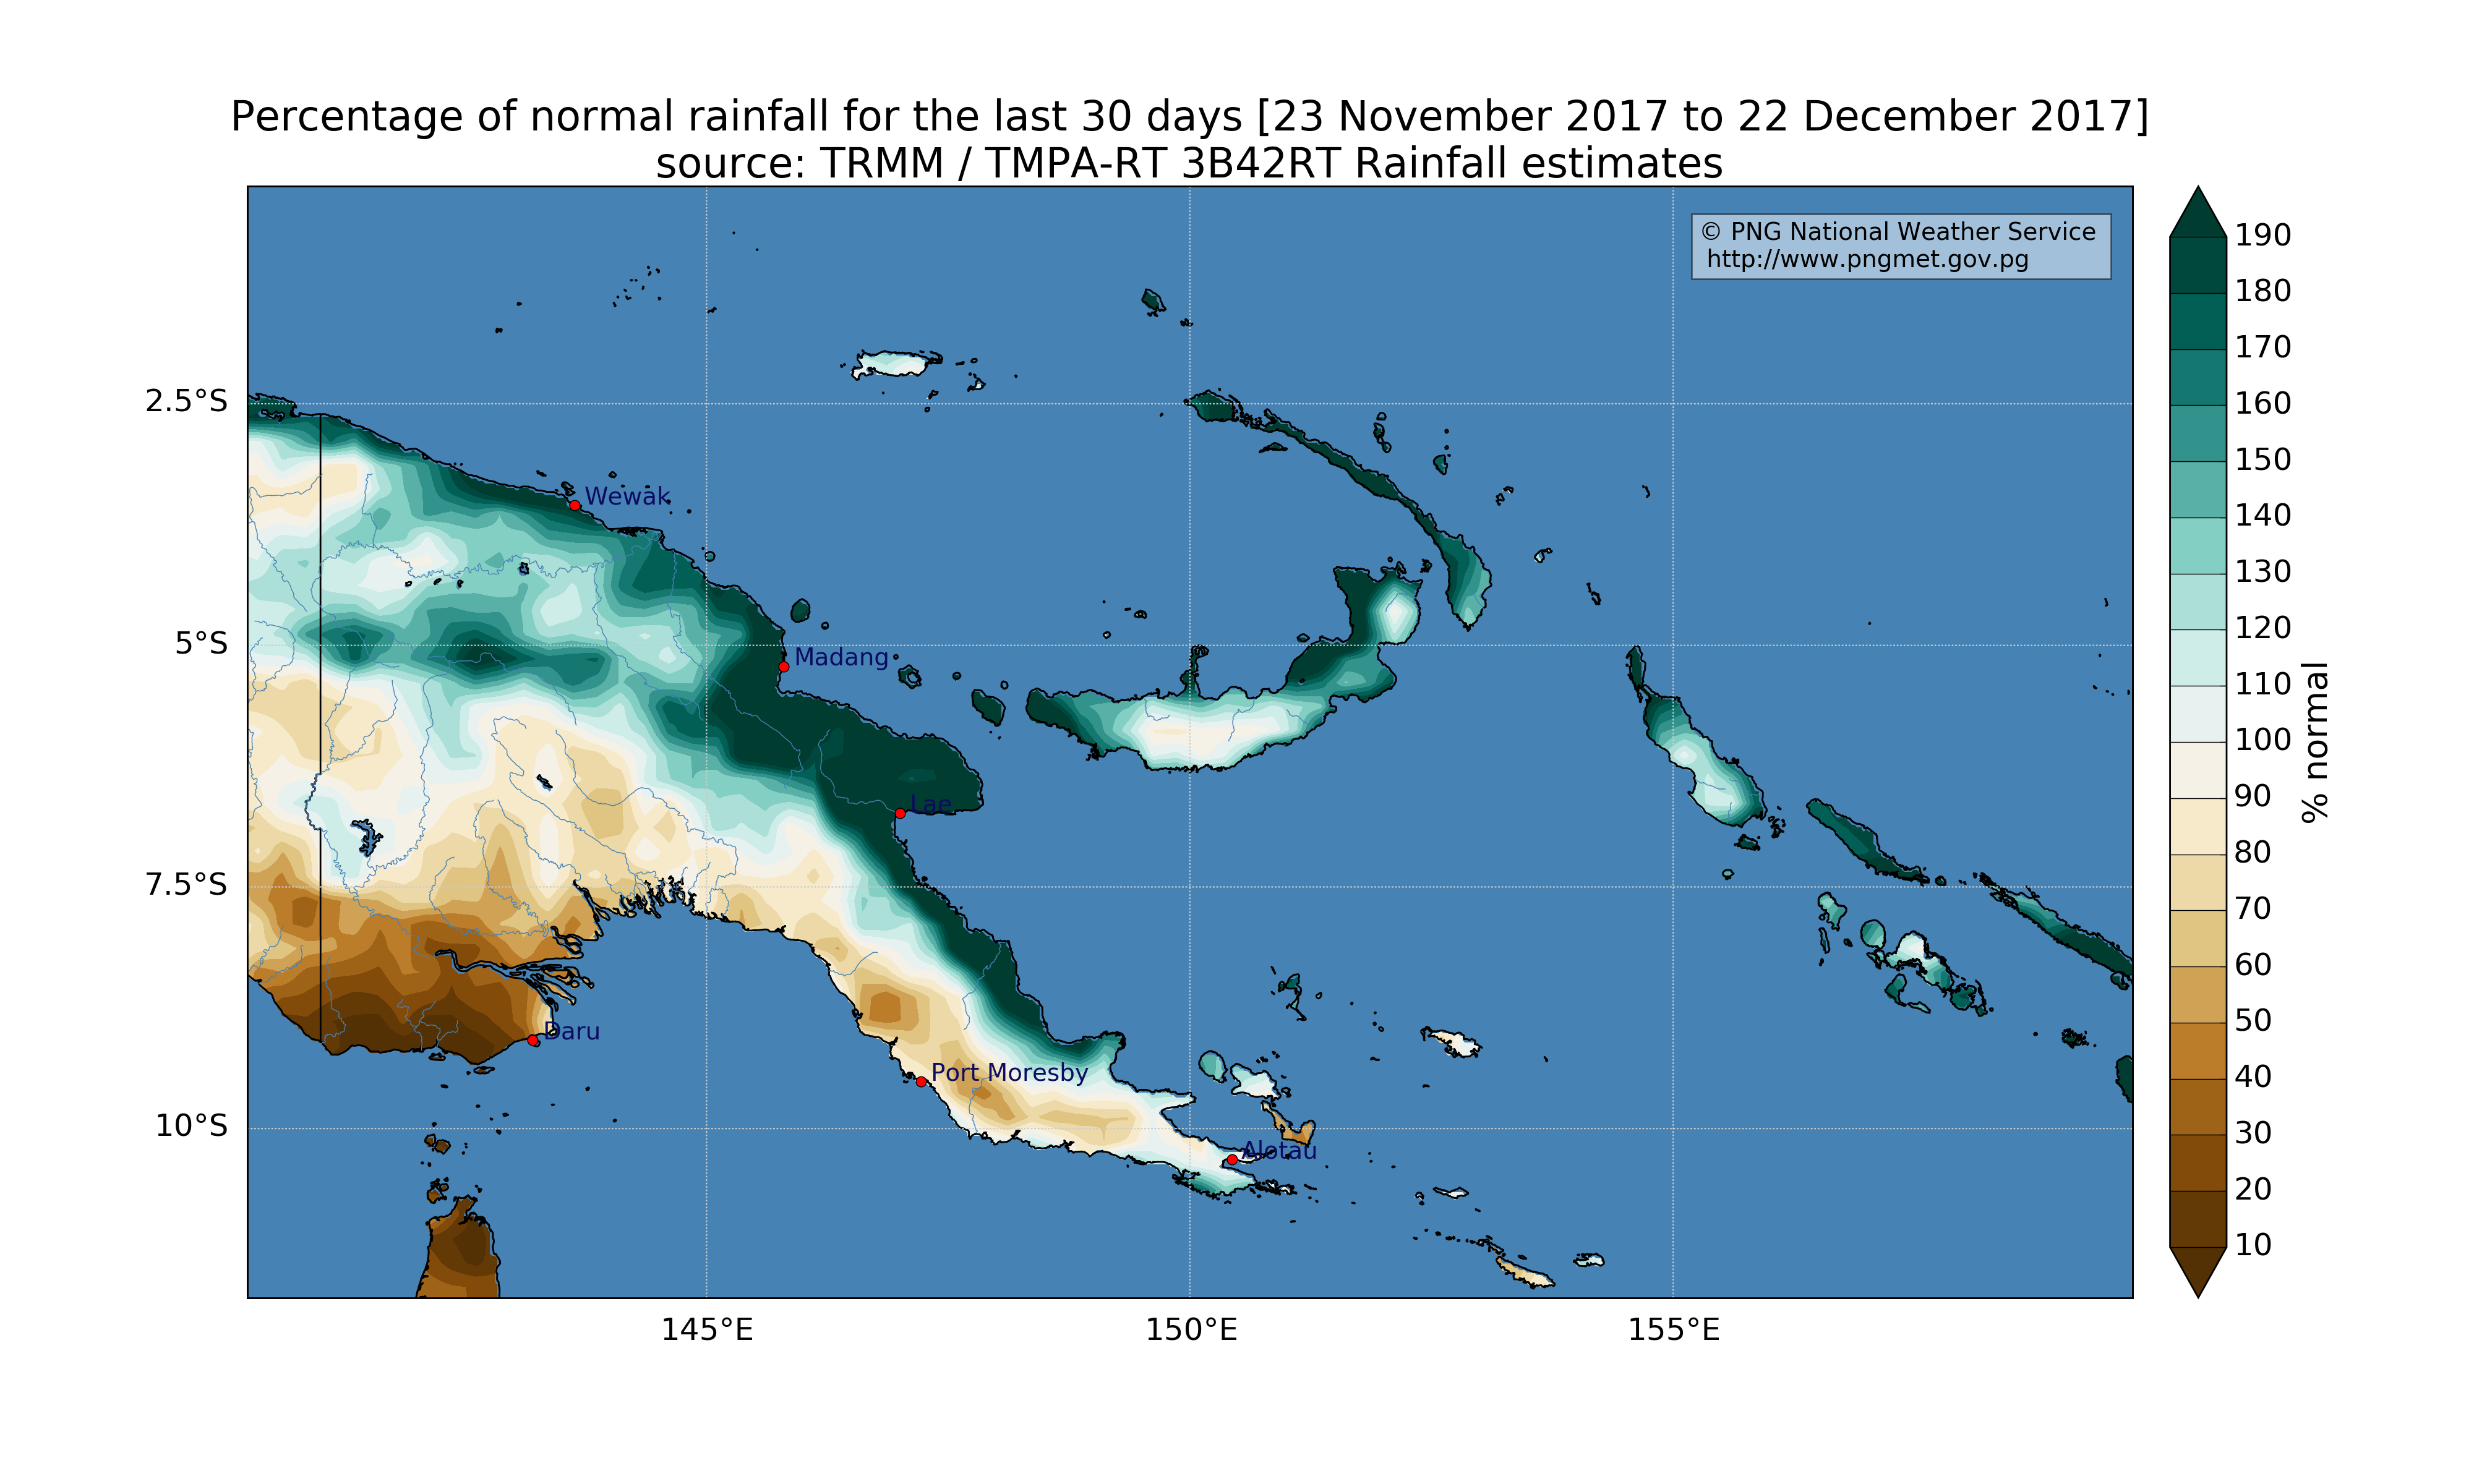 Percentage of normal rainfall for the last 30 days [23 November 2017 to 22 December 2017]
source: TRMM / TMPA-RT 3B42RT Rainfall estimates
© PNG National Weather Service
http://www.pngmet.gov.pg
2.5°S
5°S
7.5°S
10°S
Wewak
Madang
Lae
Daru
Port Moresby
Alotau
145°E
150°E
155°E
190
180
170
160
150
140
130
120
110
100
90
80
70
60
50
40
30
20
10
% normal